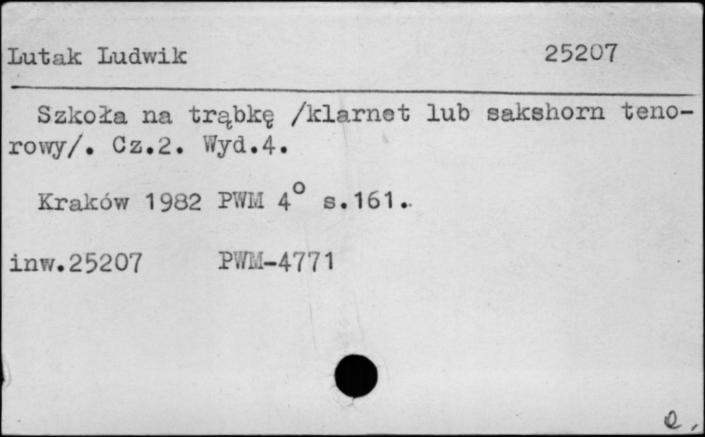 Lutak Ludwik 25207
Szkoła na trąbkę /klarnet lub sakshorn teno-
rowy/. Cz.2. Wyd.4.
Kraków 1982 PWM 4° s.161.
inw.25207 PWM-4771